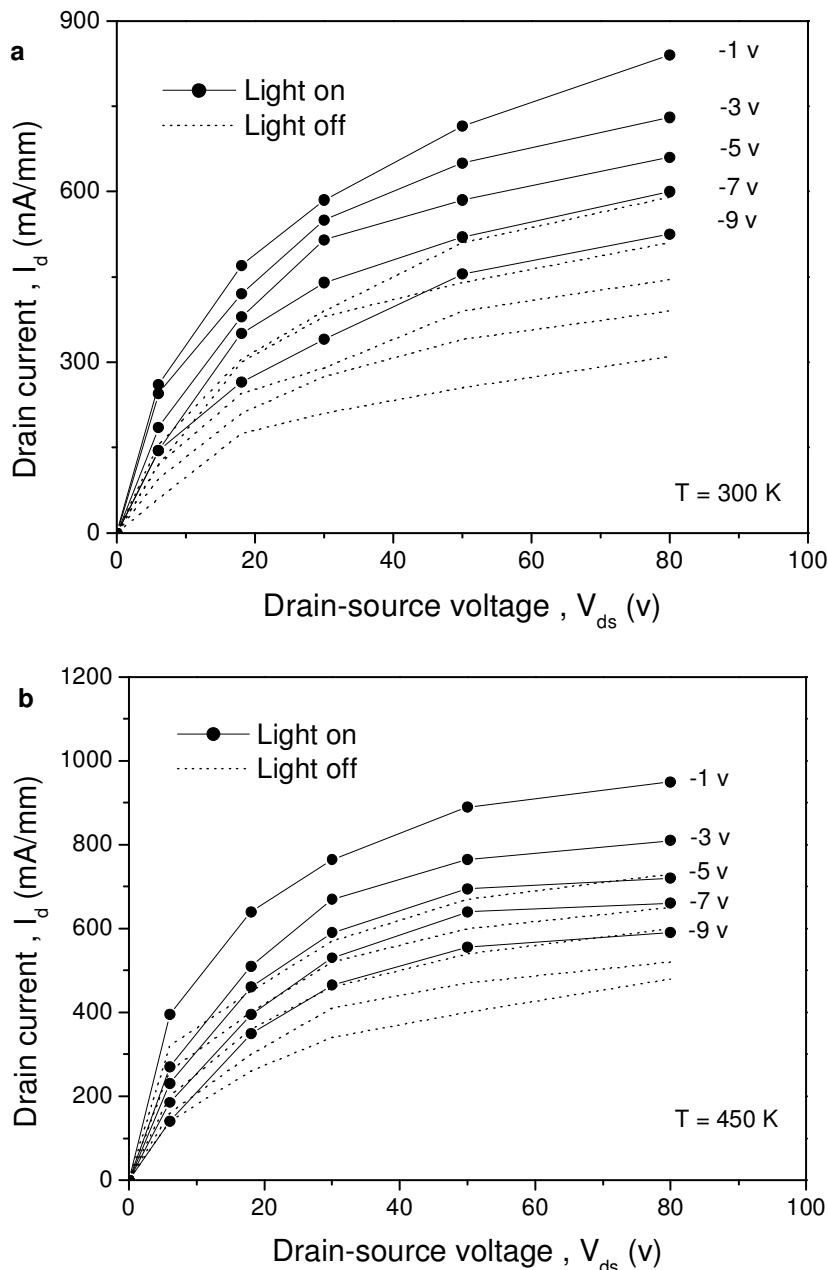 a
900
600
300
0
Drain current , I_d (mA/mm)
Light on
Light off
-1 v
-3 v
-5 v
-7 v
-9 v
T = 300 K
0 20 40 60 80 100
Drain-source voltage , V_ds (v)
b
1200
1000
800
600
400
200
0
Drain current , I_d (mA/mm)
Light on
Light off
-1 v
-3 v
-5 v
-7 v
-9 v
T = 450 K
0 20 40 60 80 100
Drain-source voltage , V_ds (v)